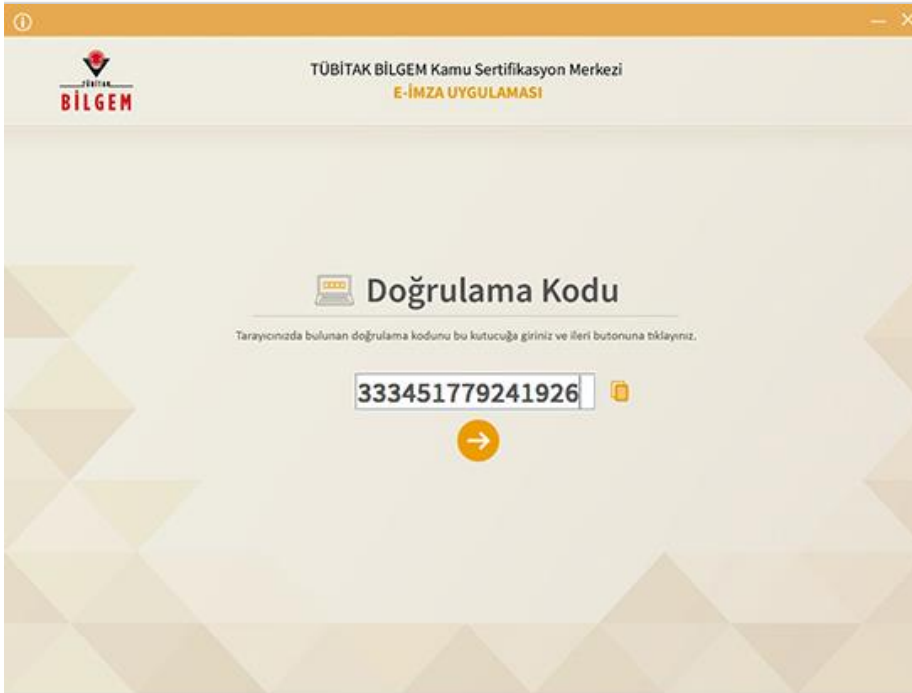 TÜBİTAK
BİLGEM
TÜBİTAK BİLGEM Kamu Sertifikasyon Merkezi
E-İMZA UYGULAMASI
Doğrulama Kodu
Tarayıcınızda bulunan doğrulama kodunu bu kutucuğa giriniz ve ileri butonuna tıklayınız.
333451779241926